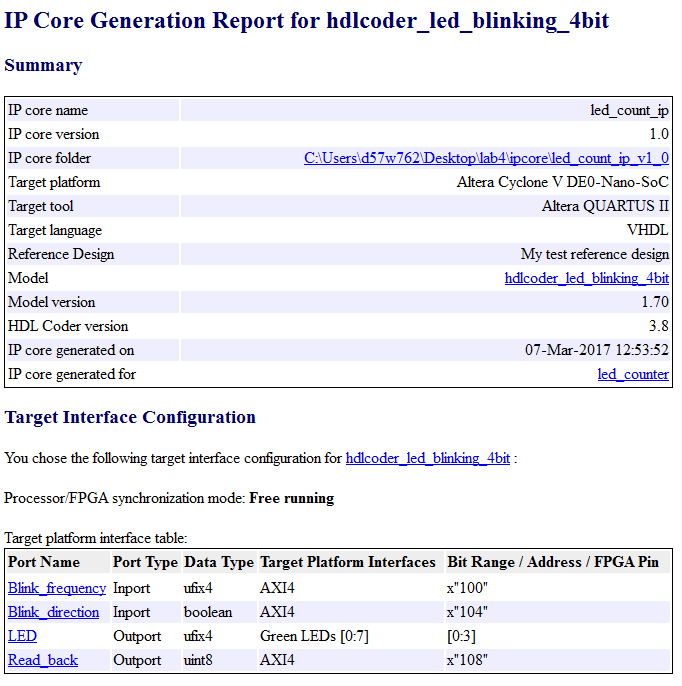 IP Core Generation Report for hdlcoder_led_blinking_4bit
Summary
IP core name led_count_ip
IP core version 1.0
IP core folder C:\Users\d57w762\Desktop\lab4\ipcore\led_count_ip_v1_0
Target platform Altera Cyclone V DE0-Nano-SoC
Target tool Altera QUARTUS II
Target language VHDL
Reference Design My test reference design
Model hdlcoder_led_blinking_4bit
Model version 1.70
HDL Coder version 3.8
IP core generated on 07-Mar-2017 12:53:52
IP core generated for led_counter
Target Interface Configuration
You chose the following target interface configuration for hdlcoder_led_blinking_4bit :
Processor/FPGA synchronization mode: Free running
Target platform interface table:
Port Name Port Type Data Type Target Platform Interfaces Bit Range / Address / FPGA Pin
Blink_frequency Inport ufix4 AXI4 x"100"
Blink_direction Inport boolean AXI4 x"104"
LED Outport ufix4 Green LEDs [0:7] [0:3]
Read_back Outport uint8 AXI4 x"108"